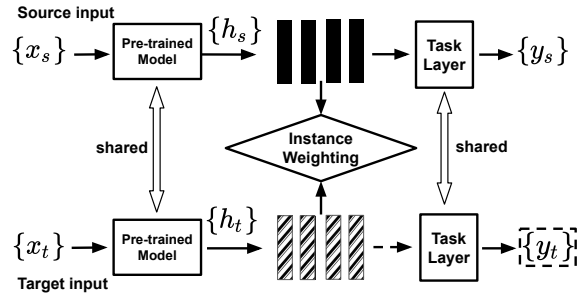 Source input
{x_s}
Pre-trained
Model
{h_s}
Task
Layer
{y_s}
shared
Instance
Weighting
shared
{x_t}
Pre-trained
Model
{h_t}
Task
Layer
{y_t}
Target input